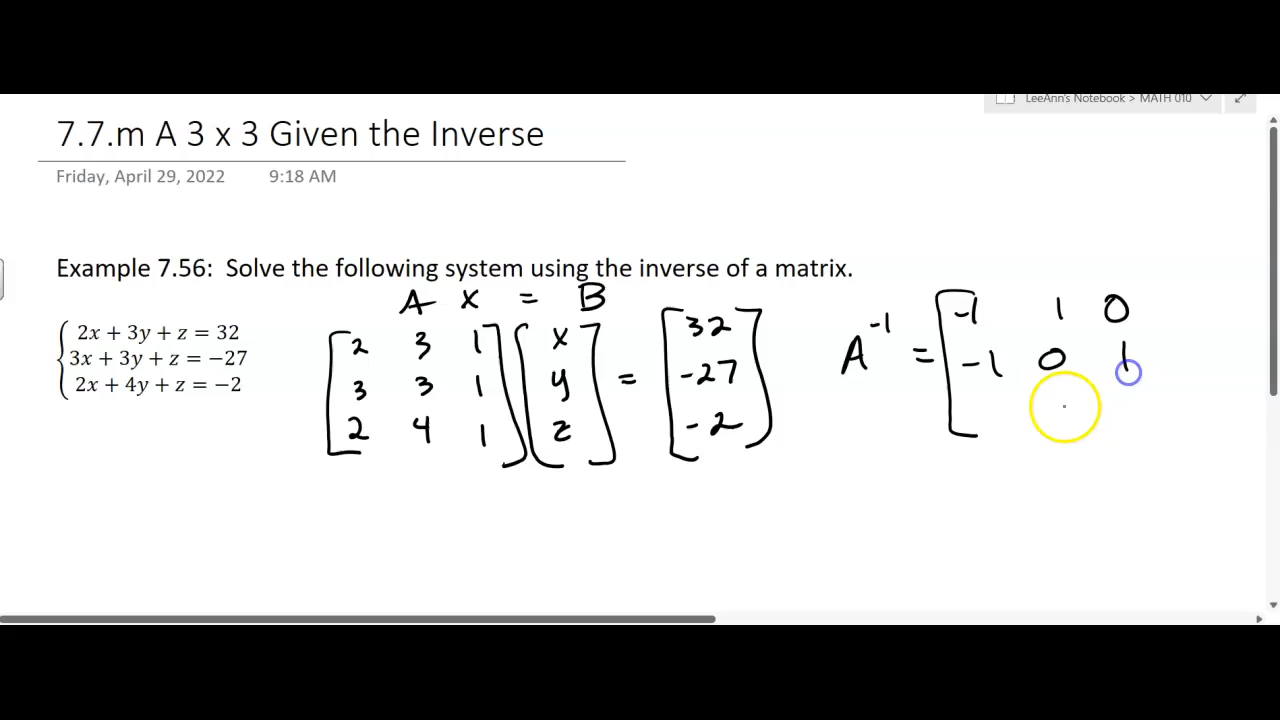 LeeAnn's Notebook > MATH 010
7.7.m A 3 x 3 Given the Inverse
Friday, April 29, 2022 9:18 AM
Example 7.56: Solve the following system using the inverse of a matrix.
A X = B
2x + 3y + z = 32
3x + 3y + z = −27
2x + 4y + z = −2
2 3 1 x 32
3 3 1 y = -27
2 4 1 z -2
A⁻¹ = -1 1 0
-1 0 1